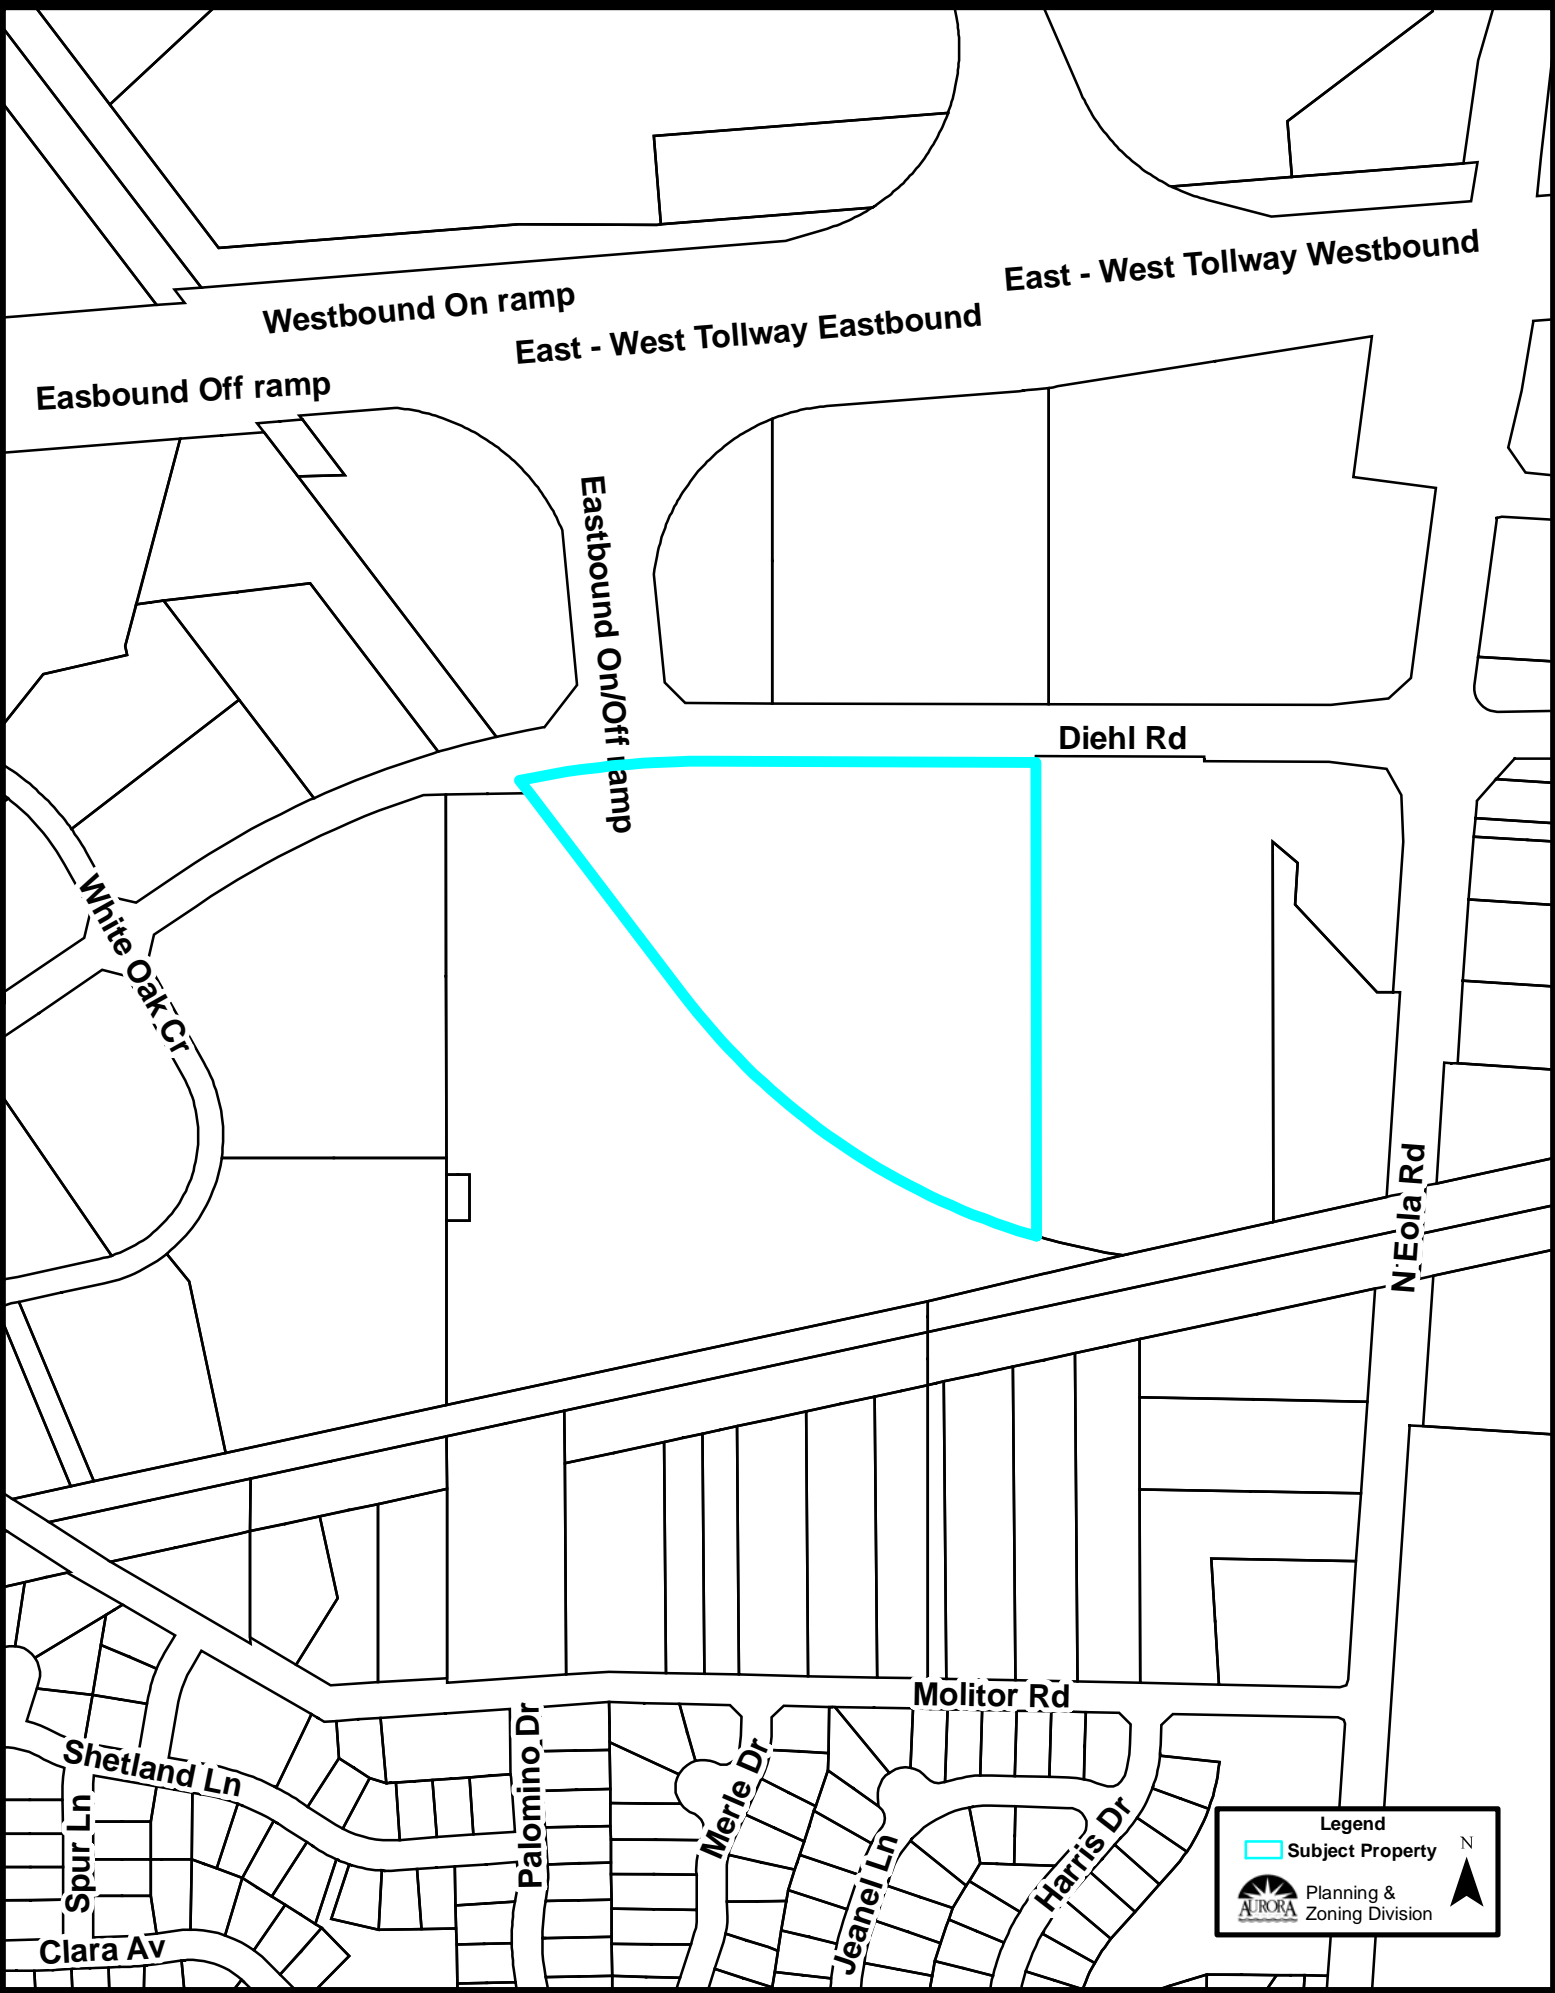 East - West Tollway Westbound
Westbound On ramp
East - West Tollway Eastbound
Easbound Off ramp
Eastbound On/Off ramp
Diehl Rd
White Oak Cr
N Eola Rd
Molitor Rd
Palomino Dr
Merle Dr
Shetland Ln
Spur Ln
Jeanel Ln
Harris Dr
Clara Av
Legend
Subject Property
N
AURORA
Planning &
Zoning Division